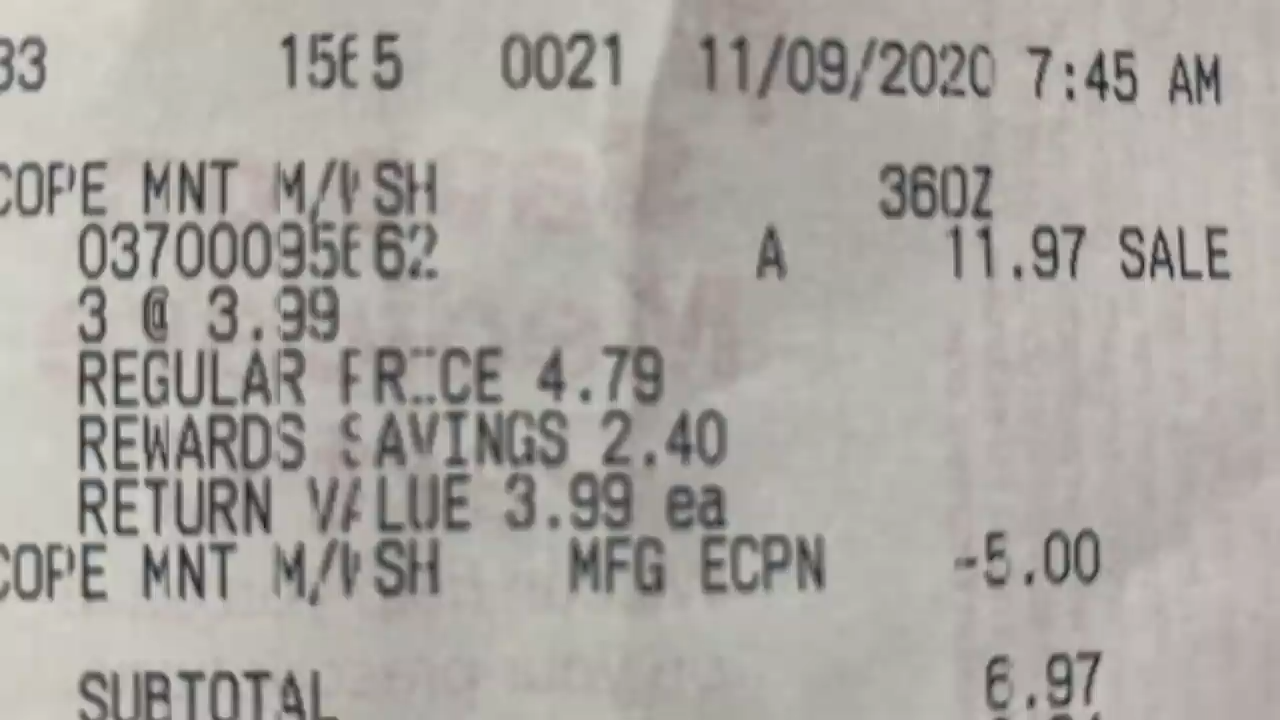 33 1565 0021 11/09/2020 7:45 AM
COPE MNT M/WSH 36OZ
03700095662 A 11.97 SALE
3 @ 3.99
REGULAR PRICE 4.79
REWARDS SAVINGS 2.40
RETURN VALUE 3.99 ea
COPE MNT M/WSH MFG ECPN -5.00
SUBTOTAL 6.97